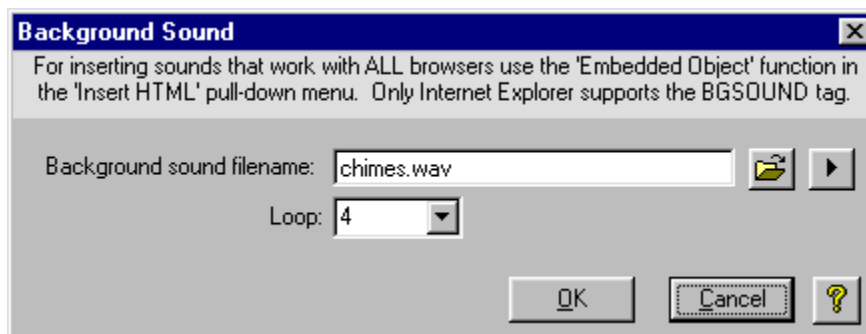 Background Sound
For inserting sounds that work with ALL browsers use the 'Embedded Object' function in
the 'Insert HTML' pull-down menu.  Only Internet Explorer supports the BGSOUND tag.
Background sound filename: chimes.wav
Loop: 4
OK Cancel ?